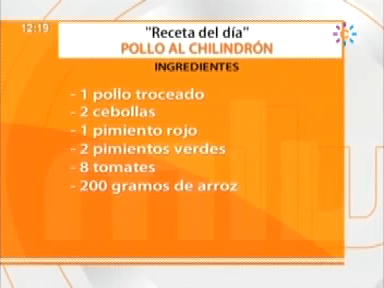 12:19
"Receta del día"
POLLO AL CHILINDRÓN
INGREDIENTES
- 1 pollo troceado
- 2 cebollas
- 1 pimiento rojo
- 2 pimientos verdes
- 8 tomates
- 200 gramos de arroz